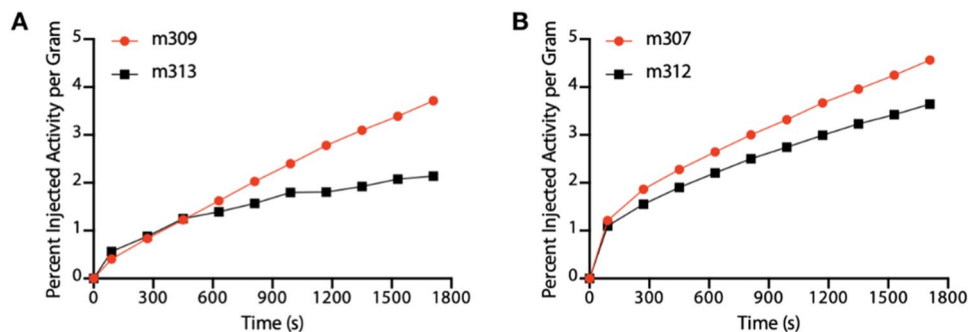 A
Percent Injected Activity per Gram
5
4
3
2
1
0
m309
m313
0 300 600 900 1200 1500 1800
Time (s)
B
Percent Injected Activity per Gram
5
4
3
2
1
0
m307
m312
0 300 600 900 1200 1500 1800
Time (s)